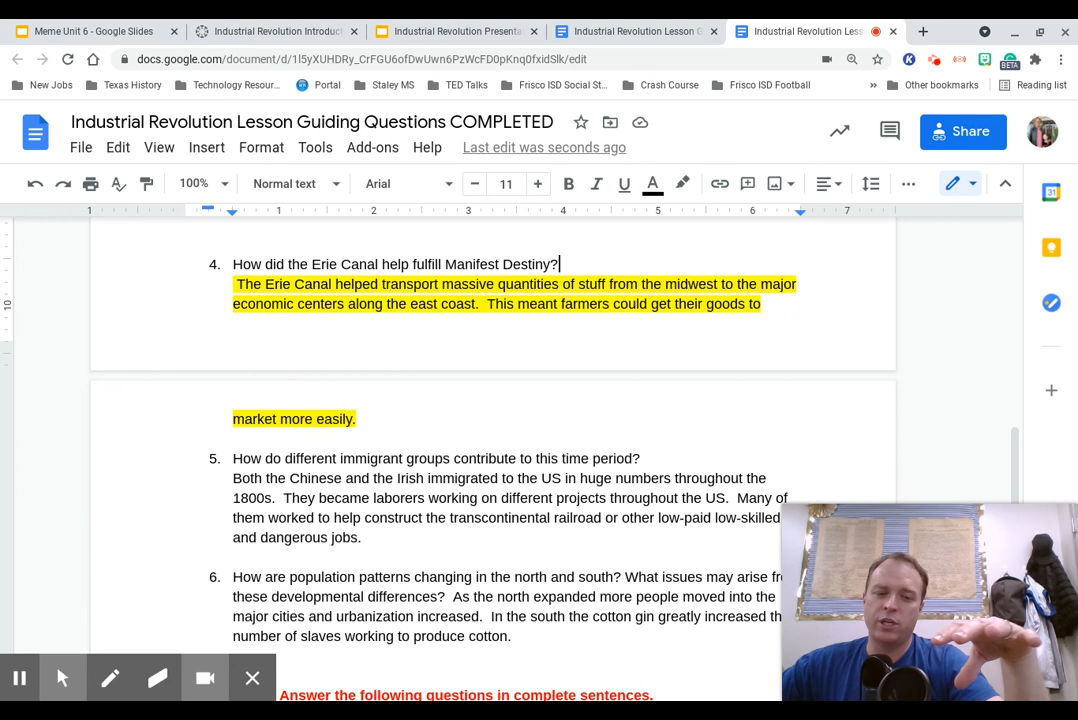 Meme Unit 6 - Google Slides
Industrial Revolution Introduct
Industrial Revolution Presenta
Industrial Revolution Lesson G
Industrial Revolution Less
docs.google.com/document/d/1l5yXUHDRy_CrFGU6ofDwUwn6PzWcFD0pKnq0fxidSlk/edit
BETA
New Jobs
Texas History
Technology Resour...
Portal
Staley MS
TED Talks
Frisco ISD Social St...
Crash Course
Frisco ISD Football
»
Other bookmarks
Reading list
Industrial Revolution Lesson Guiding Questions COMPLETED
Share
File Edit View Insert Format Tools Add-ons Help Last edit was seconds ago
100% Normal text Arial 11 B I U A
31
1 1 2 3 4 5 6 7
10
4. How did the Erie Canal help fulfill Manifest Destiny?
The Erie Canal helped transport massive quantities of stuff from the midwest to the major
economic centers along the east coast. This meant farmers could get their goods to
market more easily.
5. How do different immigrant groups contribute to this time period?
Both the Chinese and the Irish immigrated to the US in huge numbers throughout the
1800s. They became laborers working on different projects throughout the US. Many of
them worked to help construct the transcontinental railroad or other low-paid low-skilled
and dangerous jobs.
6. How are population patterns changing in the north and south? What issues may arise fr
these developmental differences? As the north expanded more people moved into the
major cities and urbanization increased. In the south the cotton gin greatly increased th
number of slaves working to produce cotton.
Answer the following questions in complete sentences.